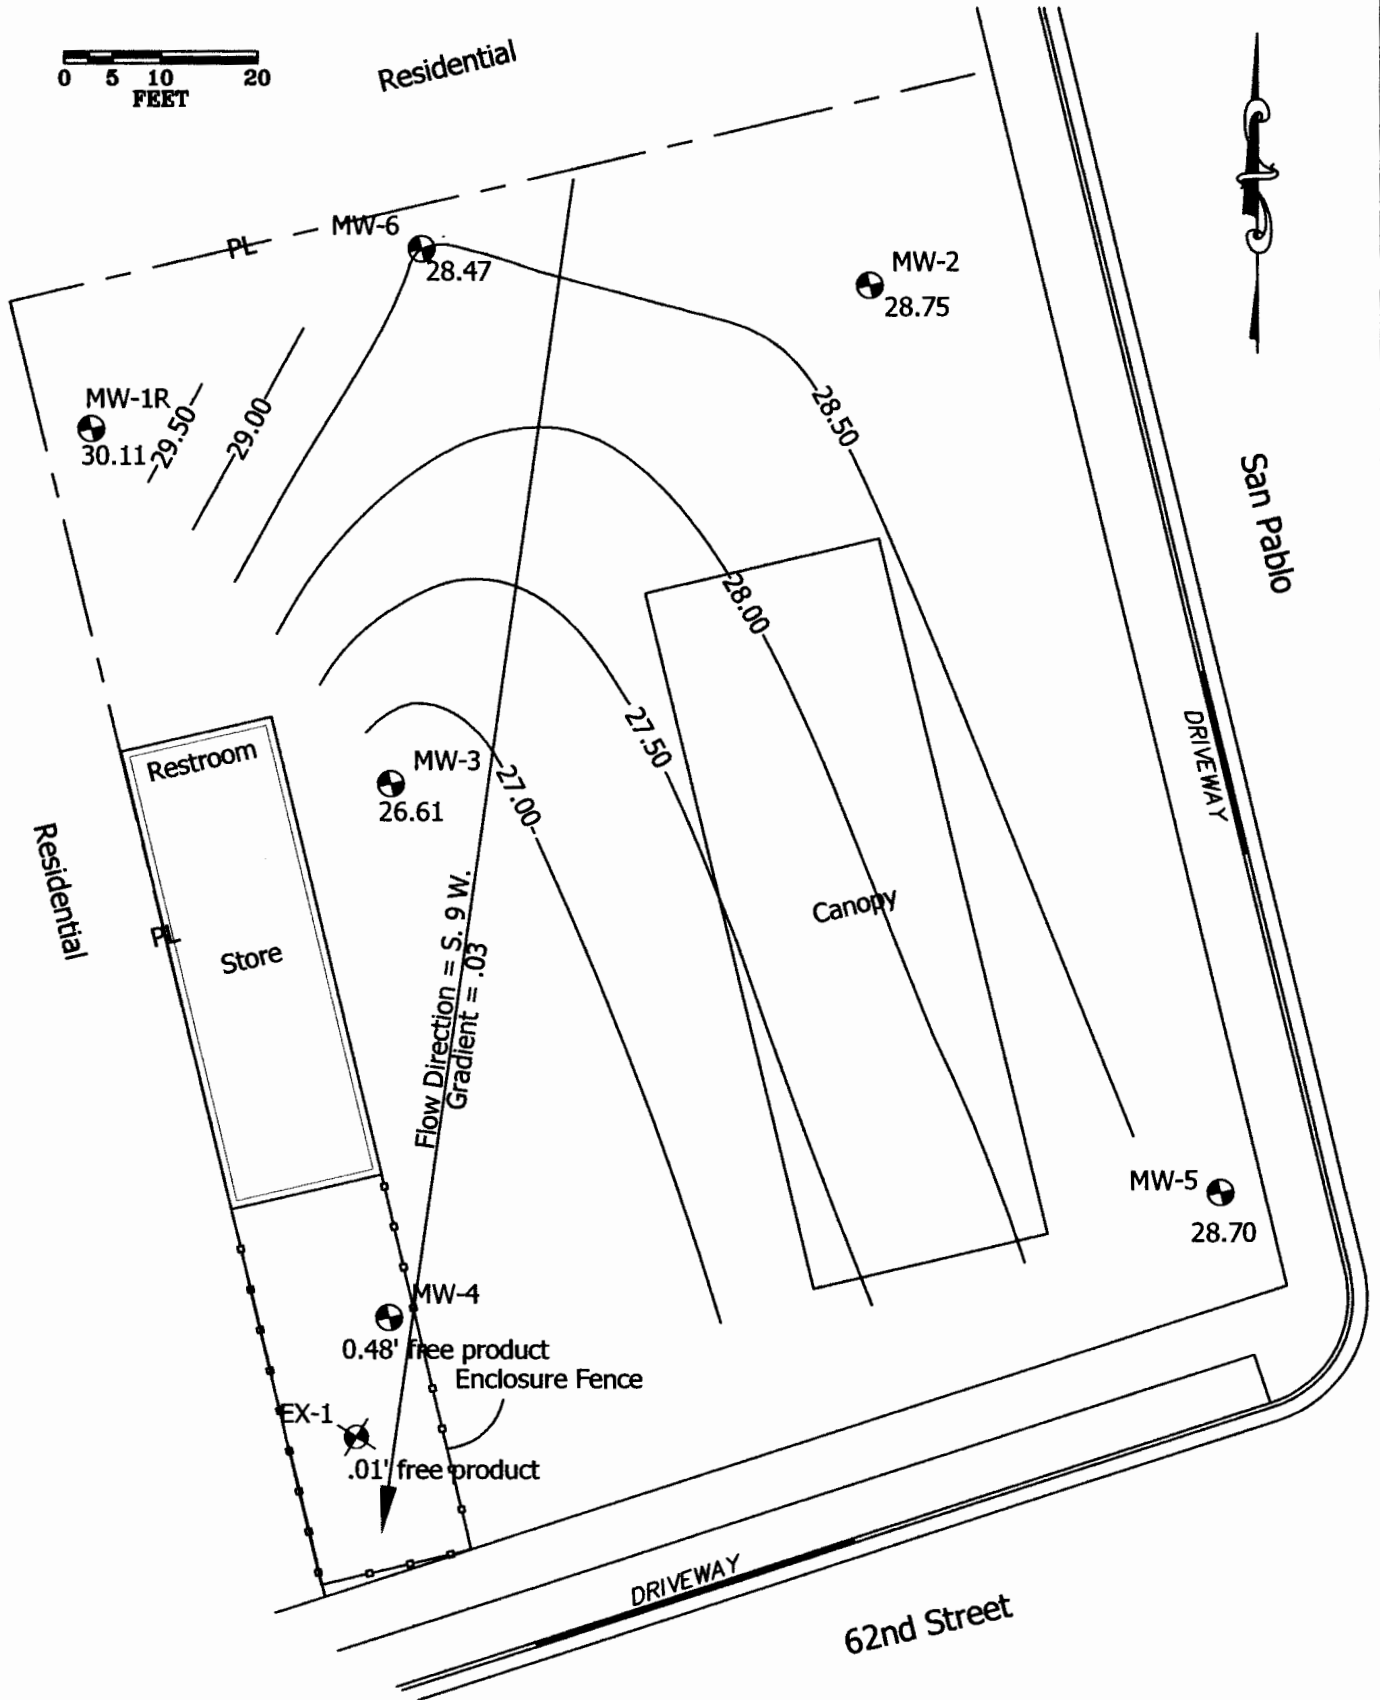 Residential
0 5 10 20
FEET
PL
MW-6
28.47
MW-2
28.75
MW-1R
30.11
29.50
29.00
28.50
San Pablo
28.00
27.50
27.00
MW-3
26.61
Restroom
Store
PL
Residential
Canopy
DRIVEWAY
Flow Direction = S. 9 W.
Gradient = .03
MW-5
28.70
MW-4
0.48' free product
Enclosure Fence
EX-1
.01' free product
DRIVEWAY
62nd Street